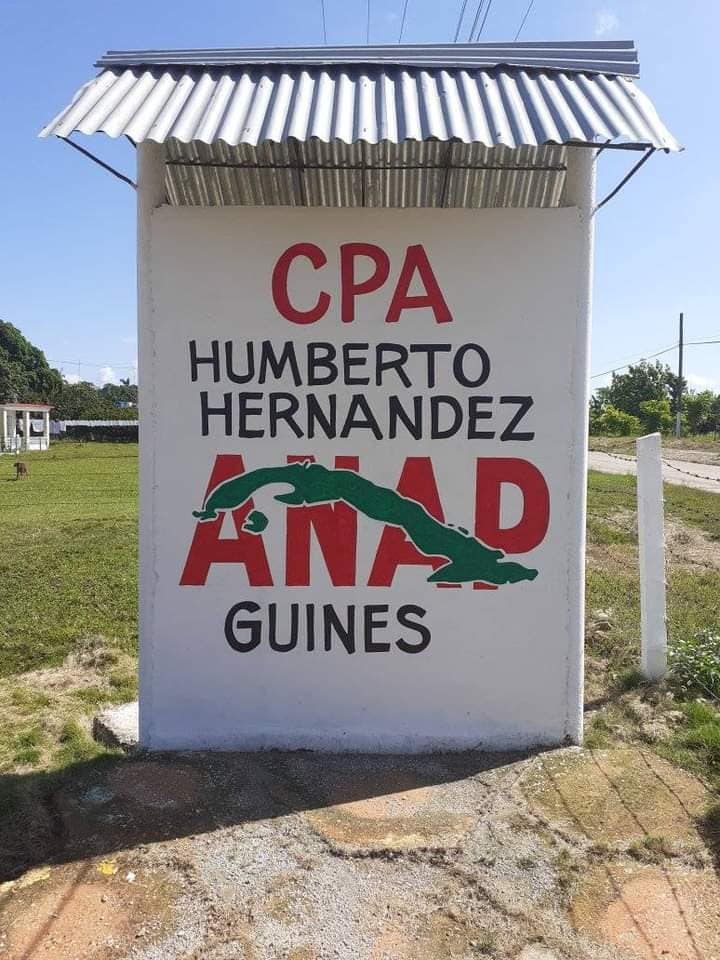 CPA
HUMBERTO
HERNANDEZ
ANAP
GUINES